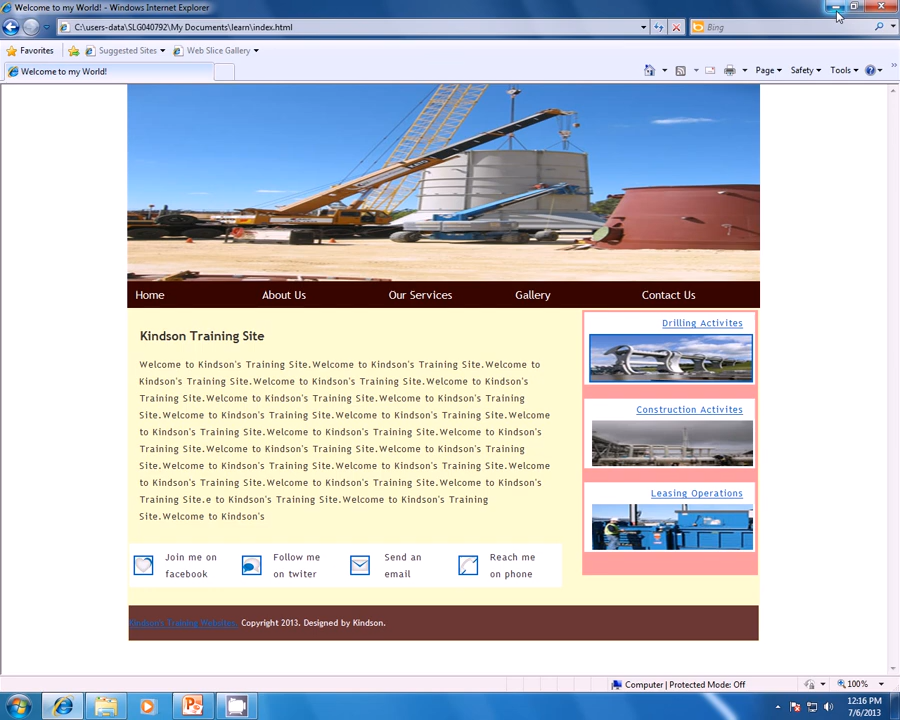 Welcome to my World! - Windows Internet Explorer
C:\users-data\SLG040792\My Documents\learn\index.html
Bing
Favorites Suggested Sites Web Slice Gallery
Welcome to my World!
Page Safety Tools
Home About Us Our Services Gallery Contact Us
Kindson Training Site
Welcome to Kindson's Training Site.Welcome to Kindson's Training Site.Welcome to
Kindson's Training Site.Welcome to Kindson's Training Site.Welcome to Kindson's
Training Site.Welcome to Kindson's Training Site.Welcome to Kindson's Training
Site.Welcome to Kindson's Training Site.Welcome to Kindson's Training Site.Welcome
to Kindson's Training Site.Welcome to Kindson's Training Site.Welcome to Kindson's
Training Site.Welcome to Kindson's Training Site.Welcome to Kindson's Training
Site.Welcome to Kindson's Training Site.Welcome to Kindson's Training Site.Welcome
to Kindson's Training Site.Welcome to Kindson's Training Site.Welcome to Kindson's
Training Site.e to Kindson's Training Site.Welcome to Kindson's Training
Site.Welcome to Kindson's
Drilling Activites
Construction Activites
Leasing Operations
Join me on
facebook
Follow me
on twiter
Send an
email
Reach me
on phone
Kindson's Training Websites. Copyright 2013. Designed by Kindson.
Computer | Protected Mode: Off
100%
12:16 PM
7/6/2013